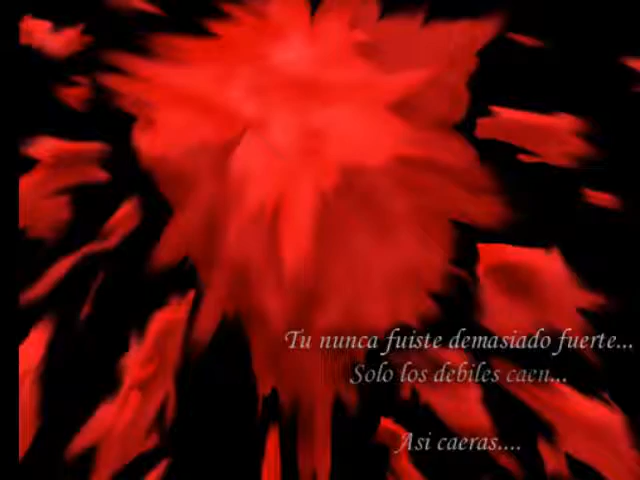 Tu nunca fuiste demasiado fuerte...
Solo los debiles caen...
Asi caeras....